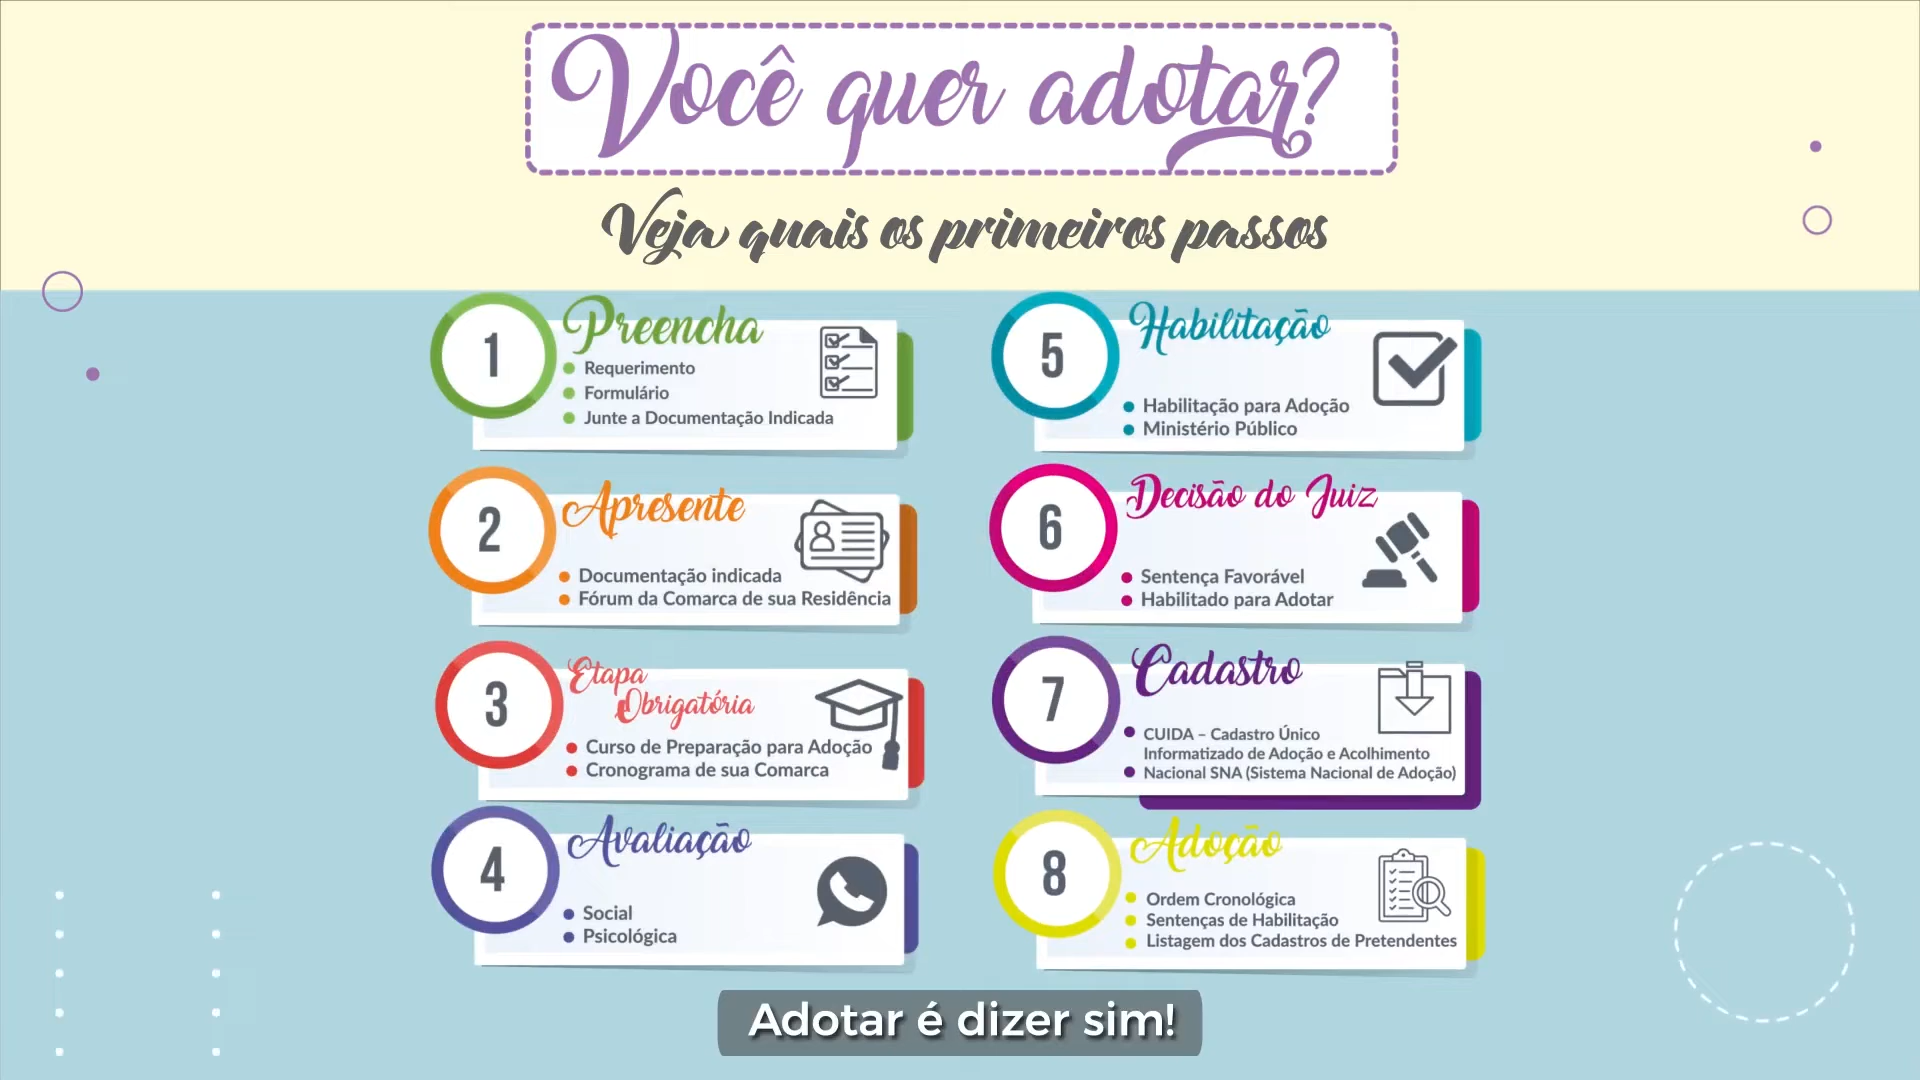 Você quer adotar?
Veja quais os primeiros passos
1
Preencha
Requerimento
Formulário
Junte a Documentação Indicada
2
Apresente
Documentação indicada
Fórum da Comarca de sua Residência
3
Etapa
Obrigatória
Curso de Preparação para Adoção
Cronograma de sua Comarca
4
Avaliação
Social
Psicológica
5
Habilitação
Habilitação para Adoção
Ministério Público
6
Decisão do Juiz
Sentença Favorável
Habilitado para Adotar
7
Cadastro
CUIDA – Cadastro Único
Informatizado de Adoção e Acolhimento
Nacional SNA (Sistema Nacional de Adoção)
8
Adoção
Ordem Cronológica
Sentenças de Habilitação
Listagem dos Cadastros de Pretendentes
Adotar é dizer sim!